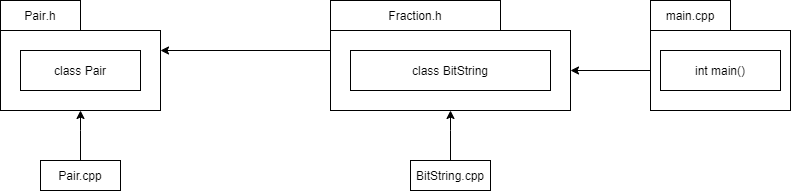 Pair.h
Fraction.h
main.cpp
class Pair
class BitString
int main()
Pair.cpp
BitString.cpp